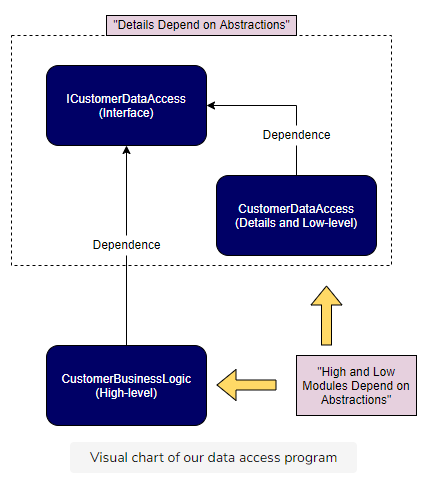 "Details Depend on Abstractions"
ICustomerDataAccess
(Interface)
Dependence
CustomerDataAccess
(Details and Low-level)
Dependence
CustomerBusinessLogic
(High-level)
"High and Low
Modules Depend on
Abstractions"
Visual chart of our data access program